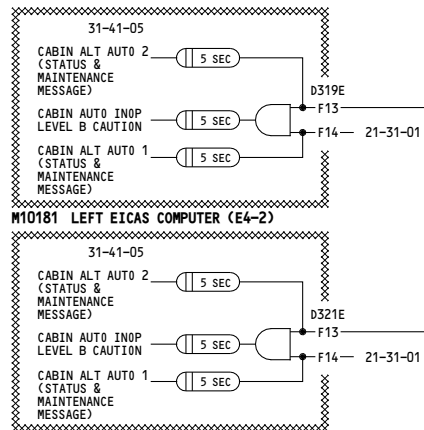 31-41-05
CABIN ALT AUTO 2
(STATUS &
MAINTENANCE
MESSAGE)
5 SEC
D319E
F13
CABIN AUTO INOP
LEVEL B CAUTION
5 SEC
F14 21-31-01
CABIN ALT AUTO 1
(STATUS &
MAINTENANCE
MESSAGE)
5 SEC
M10181 LEFT EICAS COMPUTER (E4-2)
31-41-05
CABIN ALT AUTO 2
(STATUS &
MAINTENANCE
MESSAGE)
5 SEC
D321E
F13
CABIN AUTO INOP
LEVEL B CAUTION
5 SEC
F14 21-31-01
CABIN ALT AUTO 1
(STATUS &
MAINTENANCE
MESSAGE)
5 SEC